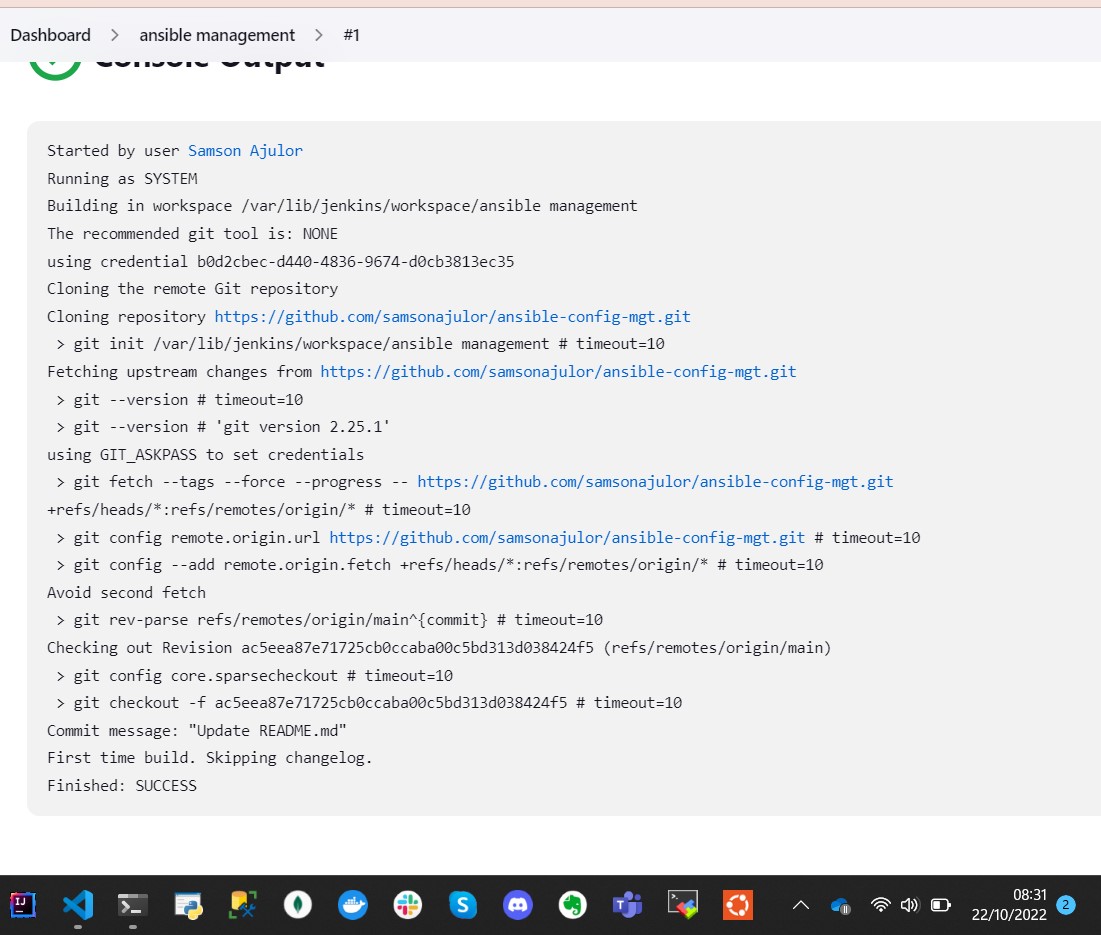 Dashboard > ansible management > #1
Console Output
Started by user Samson Ajulor
Running as SYSTEM
Building in workspace /var/lib/jenkins/workspace/ansible management
The recommended git tool is: NONE
using credential b0d2cbec-d440-4836-9674-d0cb3813ec35
Cloning the remote Git repository
Cloning repository https://github.com/samsonajulor/ansible-config-mgt.git
 > git init /var/lib/jenkins/workspace/ansible management # timeout=10
Fetching upstream changes from https://github.com/samsonajulor/ansible-config-mgt.git
 > git --version # timeout=10
 > git --version # 'git version 2.25.1'
using GIT_ASKPASS to set credentials
 > git fetch --tags --force --progress -- https://github.com/samsonajulor/ansible-config-mgt.git
+refs/heads/*:refs/remotes/origin/* # timeout=10
 > git config remote.origin.url https://github.com/samsonajulor/ansible-config-mgt.git # timeout=10
 > git config --add remote.origin.fetch +refs/heads/*:refs/remotes/origin/* # timeout=10
Avoid second fetch
 > git rev-parse refs/remotes/origin/main^{commit} # timeout=10
Checking out Revision ac5eea87e71725cb0ccaba00c5bd313d038424f5 (refs/remotes/origin/main)
 > git config core.sparsecheckout # timeout=10
 > git checkout -f ac5eea87e71725cb0ccaba00c5bd313d038424f5 # timeout=10
Commit message: "Update README.md"
First time build. Skipping changelog.
Finished: SUCCESS
08:31
22/10/2022
2